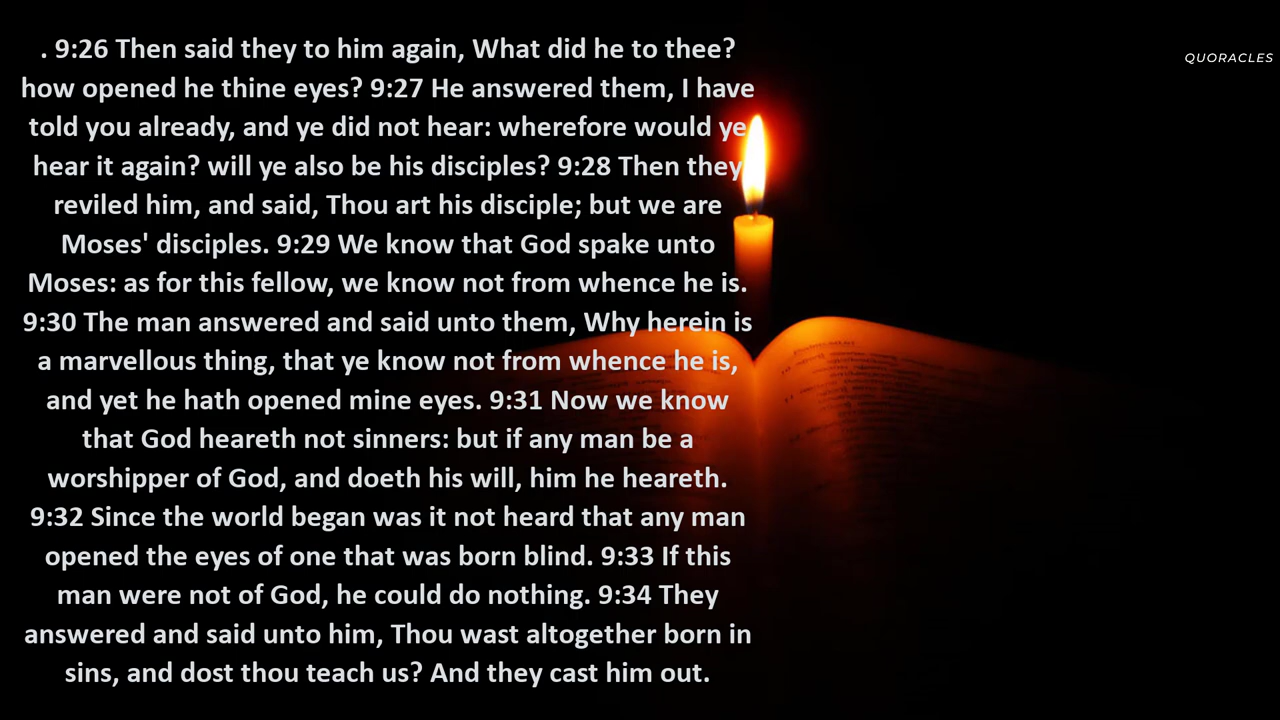 . 9:26 Then said they to him again, What did he to thee?
how opened he thine eyes? 9:27 He answered them, I have
told you already, and ye did not hear: wherefore would ye
hear it again? will ye also be his disciples? 9:28 Then they
reviled him, and said, Thou art his disciple; but we are
Moses' disciples. 9:29 We know that God spake unto
Moses: as for this fellow, we know not from whence he is.
9:30 The man answered and said unto them, Why herein is
a marvellous thing, that ye know not from whence he is,
and yet he hath opened mine eyes. 9:31 Now we know
that God heareth not sinners: but if any man be a
worshipper of God, and doeth his will, him he heareth.
9:32 Since the world began was it not heard that any man
opened the eyes of one that was born blind. 9:33 If this
man were not of God, he could do nothing. 9:34 They
answered and said unto him, Thou wast altogether born in
sins, and dost thou teach us? And they cast him out.
QUORACLES